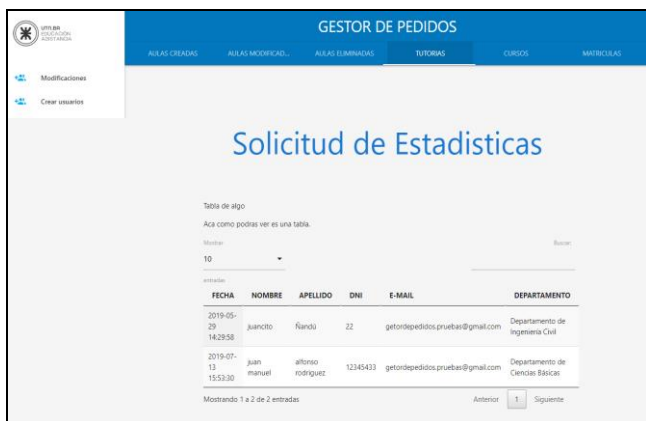 UTN.BA
EDUCACIÓN
A DISTANCIA
GESTOR DE PEDIDOS
AULAS CREADAS
AULAS MODIFICAD...
AULAS ELIMINADAS
TUTORIAS
CURSOS
MATRICULAS
Modificaciones
Crear usuarios
Solicitud de Estadisticas
Tabla de algo
Aca como podras ver es una tabla.
Mostrar
Buscar:
10
entradas
FECHA NOMBRE APELLIDO DNI E-MAIL DEPARTAMENTO
2019-05-29 14:29:58 juancito Ñandú 22 getordepedidos.pruebas@gmail.com Departamento de Ingeniería Civil
2019-07-13 15:53:30 juan manuel alfonso rodriguez 12345433 getordepedidos.pruebas@gmail.com Departamento de Ciencias Básicas
Mostrando 1 a 2 de 2 entradas
Anterior 1 Siguiente